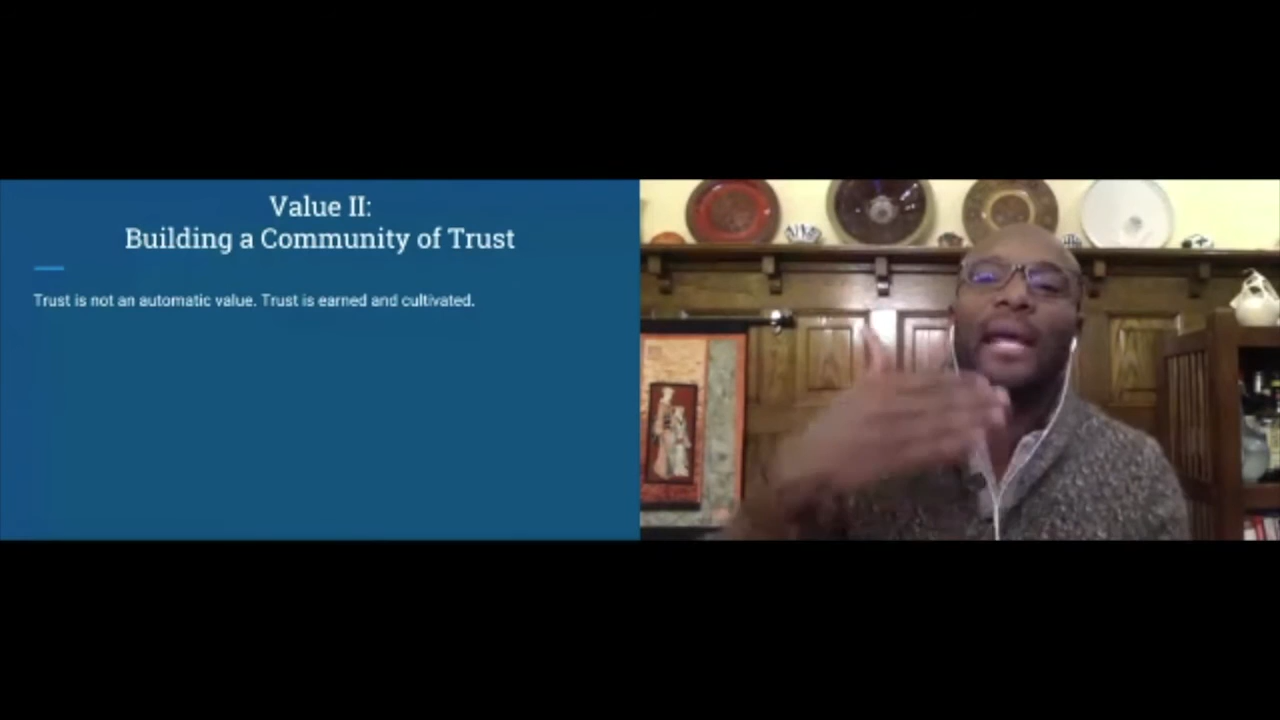 Value II:
Building a Community of Trust
Trust is not an automatic value. Trust is earned and cultivated.